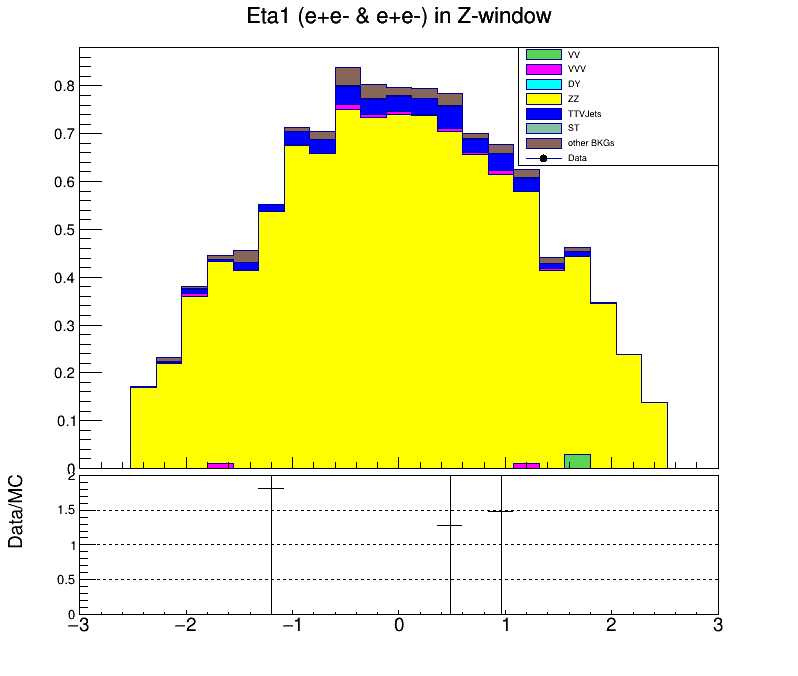 Eta1 (e+e- & e+e-) in Z-window
VV
VVV
DY
ZZ
TTVJets
ST
other BKGs
Data
0.8
0.7
0.6
0.5
0.4
0.3
0.2
0.1
0
Data/MC
2
1.5
1
0.5
0
−3 −2 −1 0 1 2 3